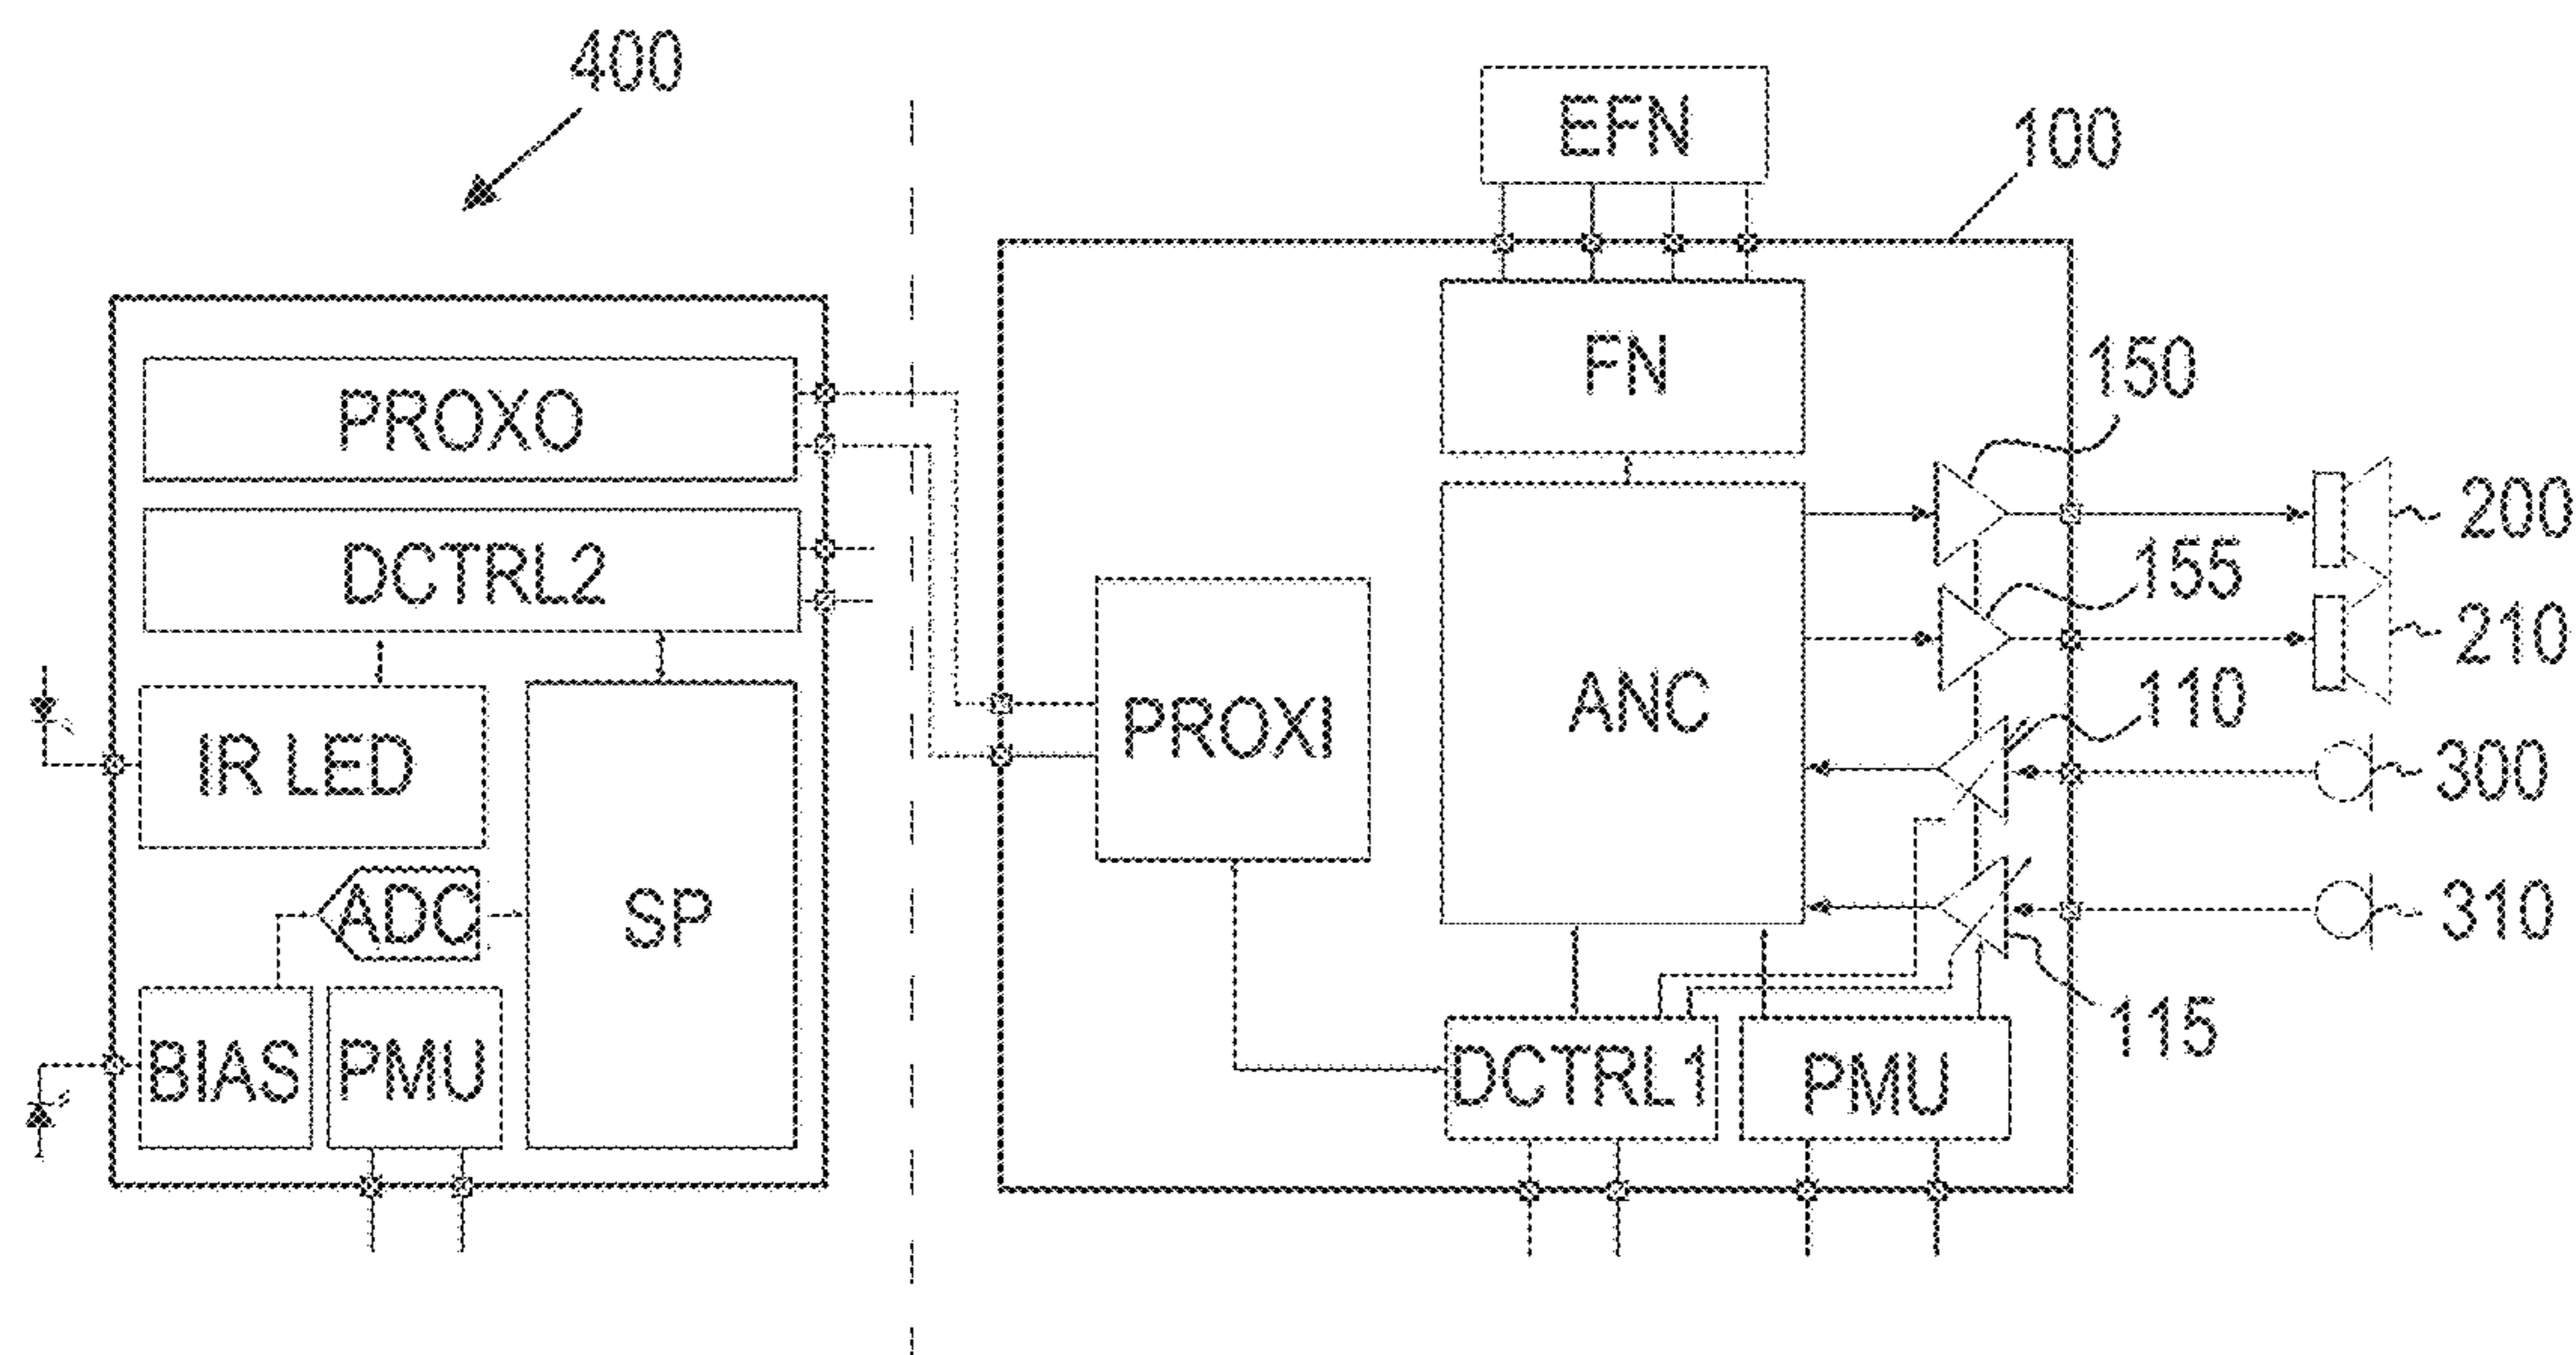 400
EFN
100
FN
150
PROXO
200
DCTRL2
155
210
PROXI
ANC
110
IR LED
300
ADC
SP
310
115
BIAS
PMU
DCTRL1
PMU